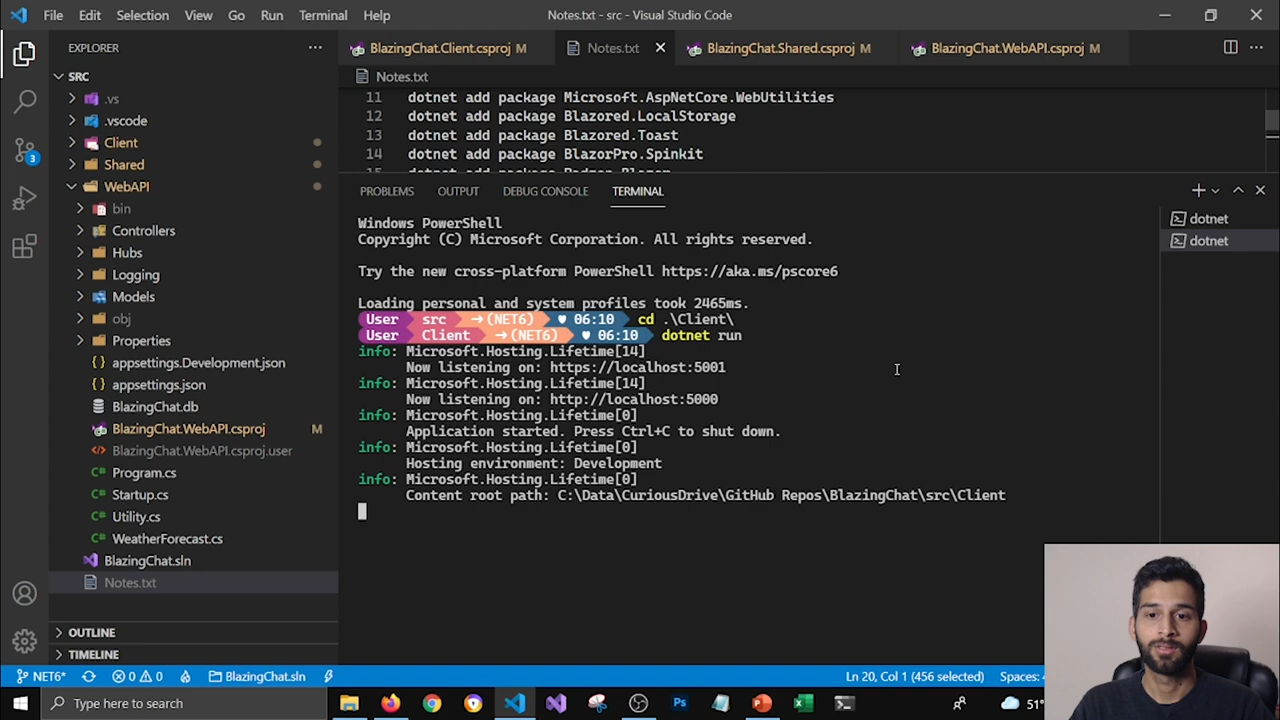 File Edit Selection View Go Run Terminal Help Notes.txt - src - Visual Studio Code
EXPLORER
SRC
.vs
.vscode
Client
Shared
WebAPI
bin
Controllers
Hubs
Logging
Models
obj
Properties
appsettings.Development.json
appsettings.json
BlazingChat.db
BlazingChat.WebAPI.csproj M
BlazingChat.WebAPI.csproj.user
Program.cs
Startup.cs
Utility.cs
WeatherForecast.cs
BlazingChat.sln
Notes.txt
OUTLINE
TIMELINE
3
BlazingChat.Client.csproj M Notes.txt BlazingChat.Shared.csproj M BlazingChat.WebAPI.csproj M
Notes.txt
11 dotnet add package Microsoft.AspNetCore.WebUtilities
12 dotnet add package Blazored.LocalStorage
13 dotnet add package Blazored.Toast
14 dotnet add package BlazorPro.Spinkit
PROBLEMS OUTPUT DEBUG CONSOLE TERMINAL
Windows PowerShell
Copyright (C) Microsoft Corporation. All rights reserved.
Try the new cross-platform PowerShell https://aka.ms/pscore6
Loading personal and system profiles took 2465ms.
User src ➜(NET6) ♥ 06:10 cd .\Client\
User Client ➜(NET6) ♥ 06:10 dotnet run
info: Microsoft.Hosting.Lifetime[14]
Now listening on: https://localhost:5001
info: Microsoft.Hosting.Lifetime[14]
Now listening on: http://localhost:5000
info: Microsoft.Hosting.Lifetime[0]
Application started. Press Ctrl+C to shut down.
info: Microsoft.Hosting.Lifetime[0]
Hosting environment: Development
info: Microsoft.Hosting.Lifetime[0]
Content root path: C:\Data\CuriousDrive\GitHub Repos\BlazingChat\src\Client
dotnet
dotnet
NET6* 0 0 BlazingChat.sln Ln 20, Col 1 (456 selected) Spaces:
Type here to search
51°